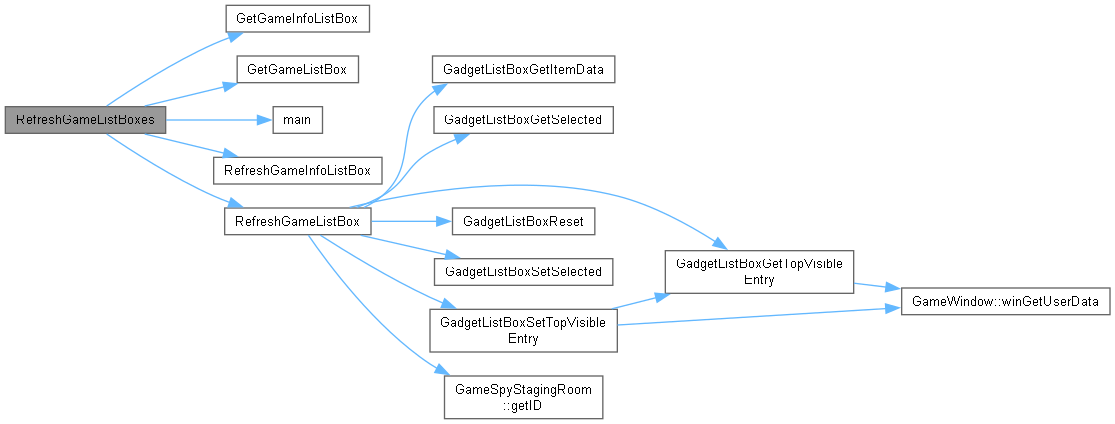 GetGameInfoListBox
GetGameListBox
RefreshGameListBoxes
main
RefreshGameInfoListBox
RefreshGameListBox
GadgetListBoxGetItemData
GadgetListBoxGetSelected
GadgetListBoxReset
GadgetListBoxSetSelected
GadgetListBoxSetTopVisible
Entry
GameSpyStagingRoom
::getID
GadgetListBoxGetTopVisible
Entry
GameWindow::winGetUserData